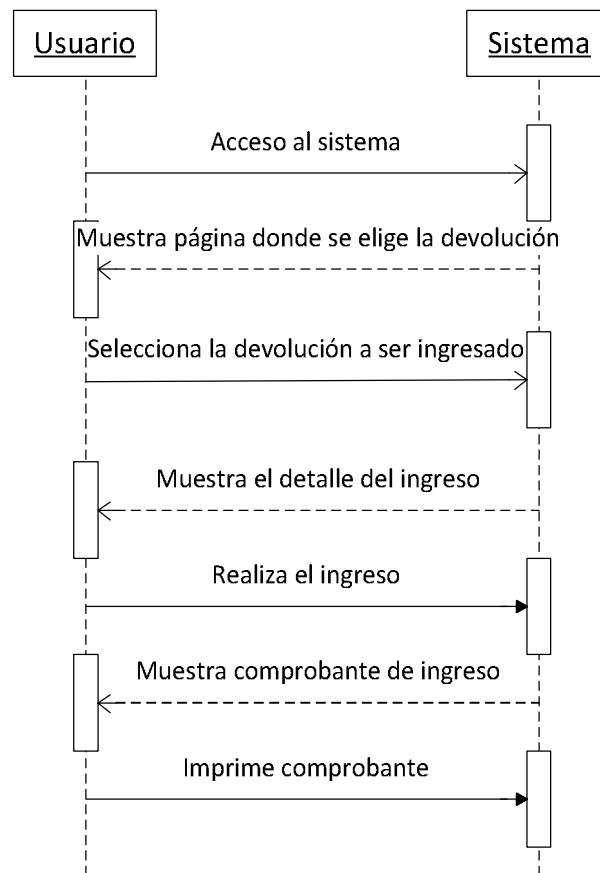 Usuario
Sistema
Acceso al sistema
Muestra página donde se elige la devolución
Selecciona la devolución a ser ingresado
Muestra el detalle del ingreso
Realiza el ingreso
Muestra comprobante de ingreso
Imprime comprobante